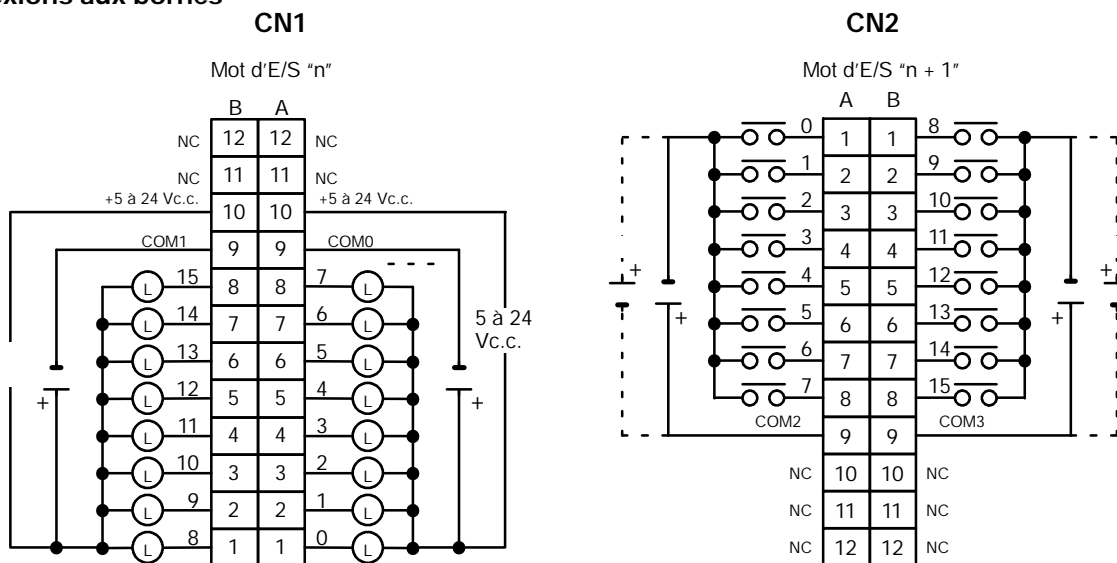 CN1
Mot d'E/S "n"
B A
NC 12 12 NC
NC 11 11 NC
+5 à 24 Vc.c. 10 10 +5 à 24 Vc.c.
COM1 9 9 COM0
L 15 8 8 7 L
L 14 7 7 6 L
L 13 6 6 5 L
L 12 5 5 4 L
L 11 4 4 3 L
L 10 3 3 2 L
L 9 2 2 1 L
L 8 1 1 0 L
+ +
5 à 24
Vc.c.
CN2
Mot d'E/S "n + 1"
A B
0 1 1 8
1 2 2 9
2 3 3 10
3 4 4 11
4 5 5 12
5 6 6 13
6 7 7 14
7 8 8 15
COM2 9 9 COM3
NC 10 10 NC
NC 11 11 NC
NC 12 12 NC
+ + + +